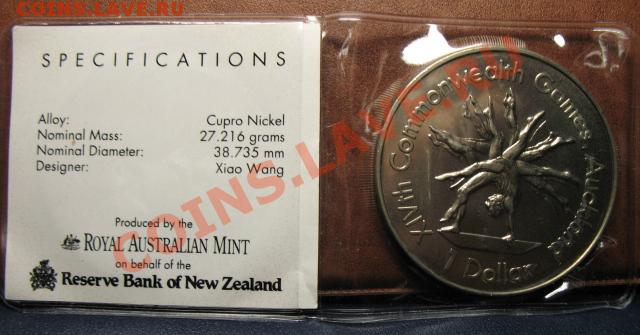 COINS.LAVE.RU
SPECIFICATIONS
Alloy: Cupro Nickel
Nominal Mass: 27.216 grams
Nominal Diameter: 38.735 mm
Designer: Xiao Wang
Produced by the
ROYAL AUSTRALIAN MINT
on behalf of the
Reserve Bank of New Zealand
XIVth Commonwealth Games, Auckland
1 Dollar
COINS.LAVE.RU